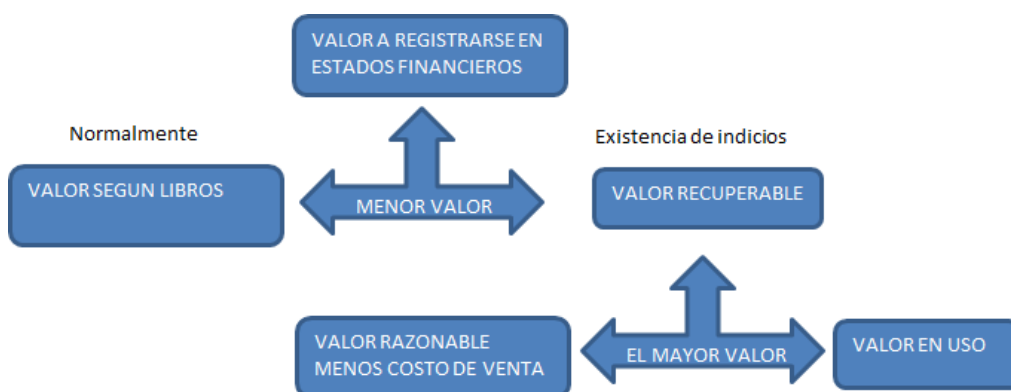 VALOR A REGISTRARSE EN
ESTADOS FINANCIEROS
Normalmente
Existencia de indicios
VALOR SEGUN LIBROS
MENOR VALOR
VALOR RECUPERABLE
VALOR RAZONABLE
MENOS COSTO DE VENTA
EL MAYOR VALOR
VALOR EN USO